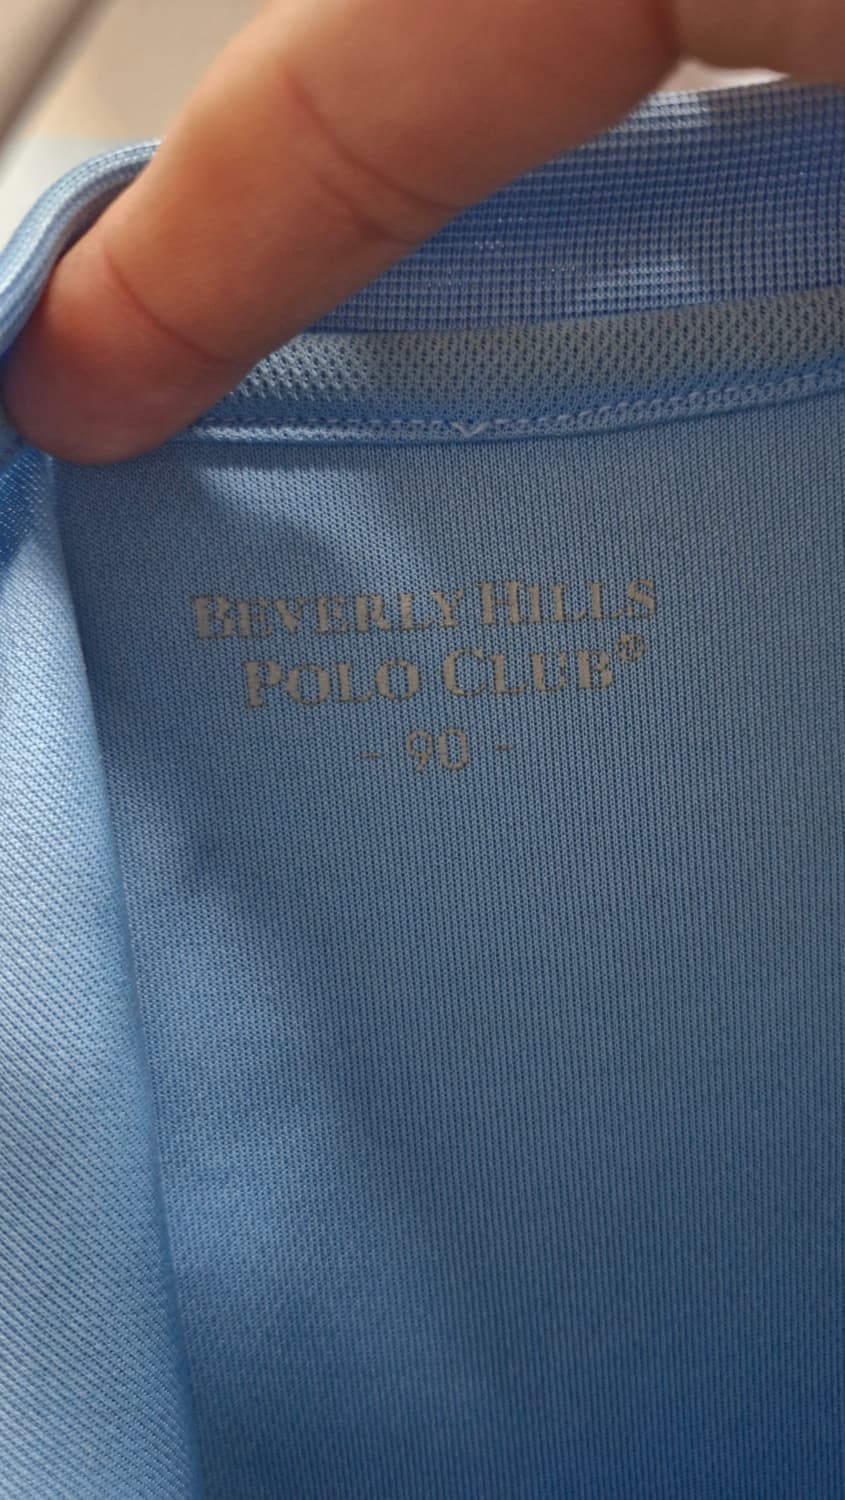 BEVERLY HILLS
POLO CLUB®
- 90 -